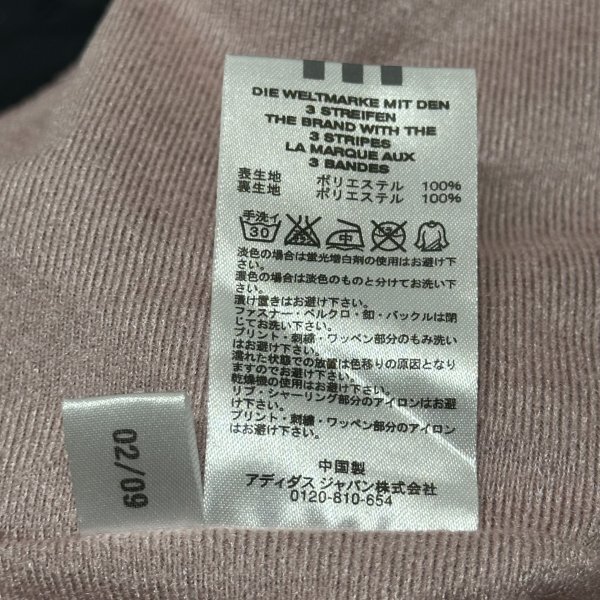 DIE WELTMARKE MIT DEN
3 STREIFEN
THE BRAND WITH THE
3 STRIPES
LA MARQUE AUX
3 BANDES
表生地 ポリエステル 100%
裏生地 ポリエステル 100%
手洗イ
30
中
淡色の場合は蛍光増白剤の使用はお避け下
さい。
濃色の場合は淡色のものと分けてお洗い下
さい。
漬け置きはお避け下さい。
ファスナー・ベルクロ・釦・バックルは閉
じてお洗い下さい。
プリント・刺繍・ワッペン部分のもみ洗い
はお避け下さい。
濡れた状態での放置は色移りの原因となり
ますのでお避け下さい。
乾燥機の使用はお避け下さい。
リブ・シャーリング部分のアイロンはお避
け下さい。
プリント・刺繍・ワッペン部分のアイロン
はお避け下さい。
中国製
アディダス ジャパン株式会社
0120-810-654
02/09